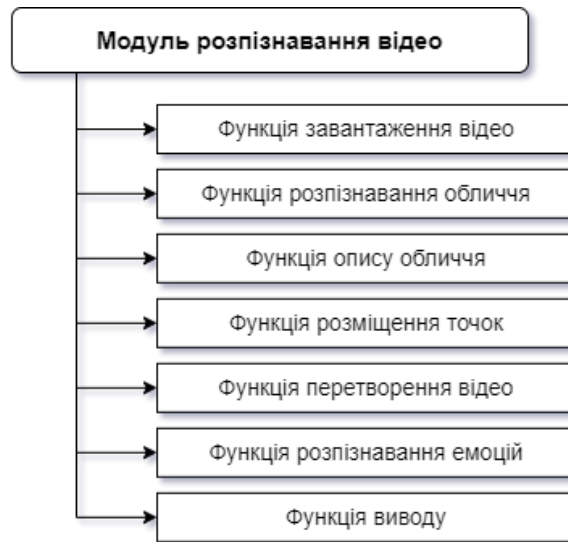 Модуль розпізнавання відео
Функція завантаження відео
Функція розпізнавання обличчя
Функція опису обличчя
Функція розміщення точок
Функція перетворення відео
Функція розпізнавання емоцій
Функція виводу